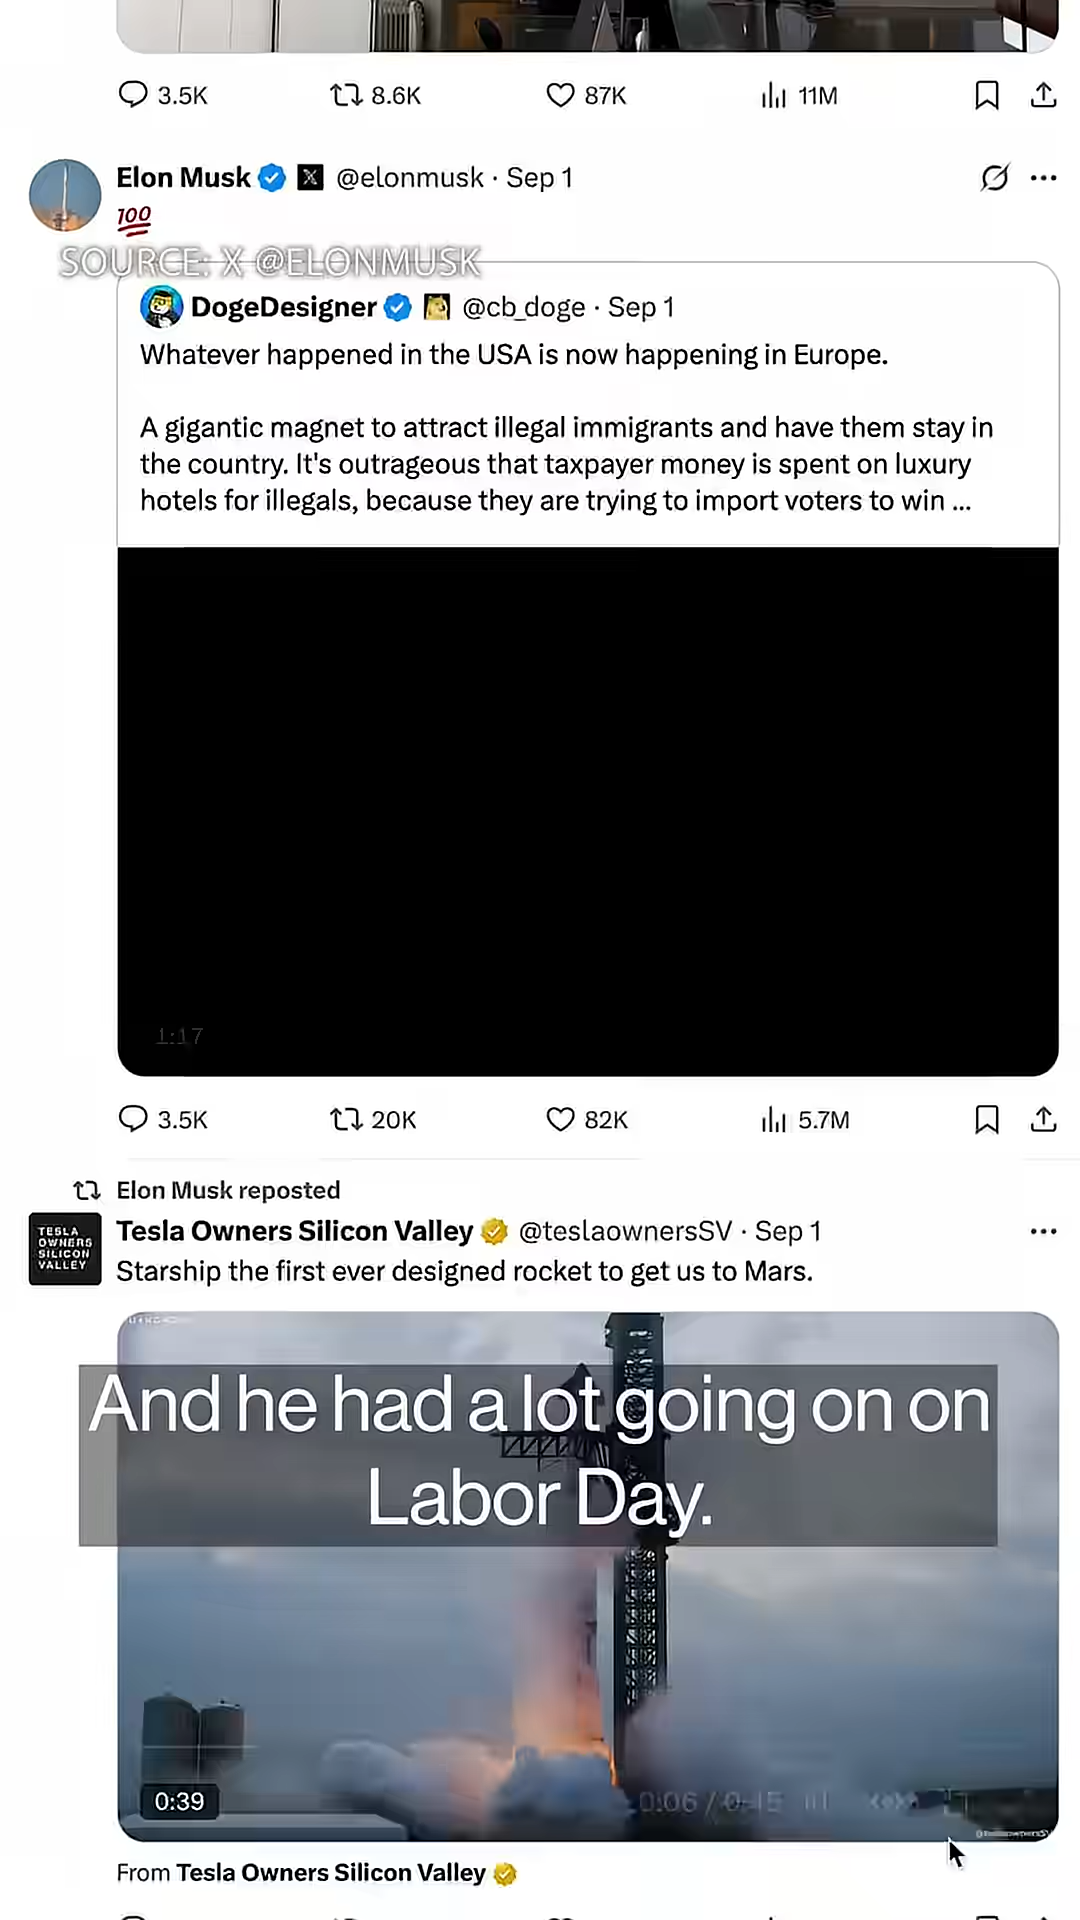 3.5K 8.6K 87K 11M
Elon Musk @elonmusk · Sep 1
💯
SOURCE: X @ELONMUSK
DogeDesigner @cb_doge · Sep 1
Whatever happened in the USA is now happening in Europe.
A gigantic magnet to attract illegal immigrants and have them stay in
the country. It's outrageous that taxpayer money is spent on luxury
hotels for illegals, because they are trying to import voters to win ...
1:17
3.5K 20K 82K 5.7M
Elon Musk reposted
TESLA
OWNERS
SILICON
VALLEY
Tesla Owners Silicon Valley @teslaownersSV · Sep 1
Starship the first ever designed rocket to get us to Mars.
And he had a lot going on on
Labor Day.
0:39
0:06 / 0:15
From Tesla Owners Silicon Valley